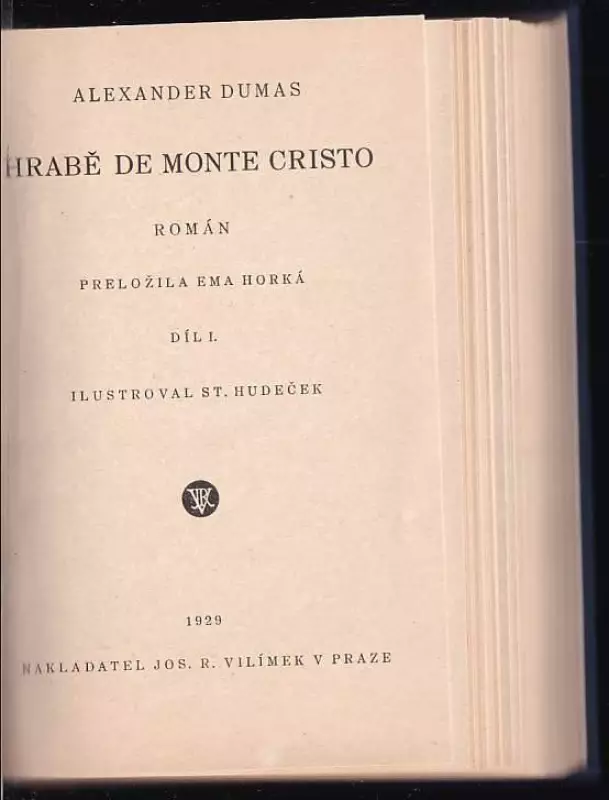 ALEXANDER DUMAS
HRABĚ DE MONTE CRISTO
ROMÁN
PRELOŽILA EMA HORKÁ
DÍL I.
ILUSTROVAL ST. HUDEČEK
JRV
1929
NAKLADATEL JOS. R. VILÍMEK V PRAZE